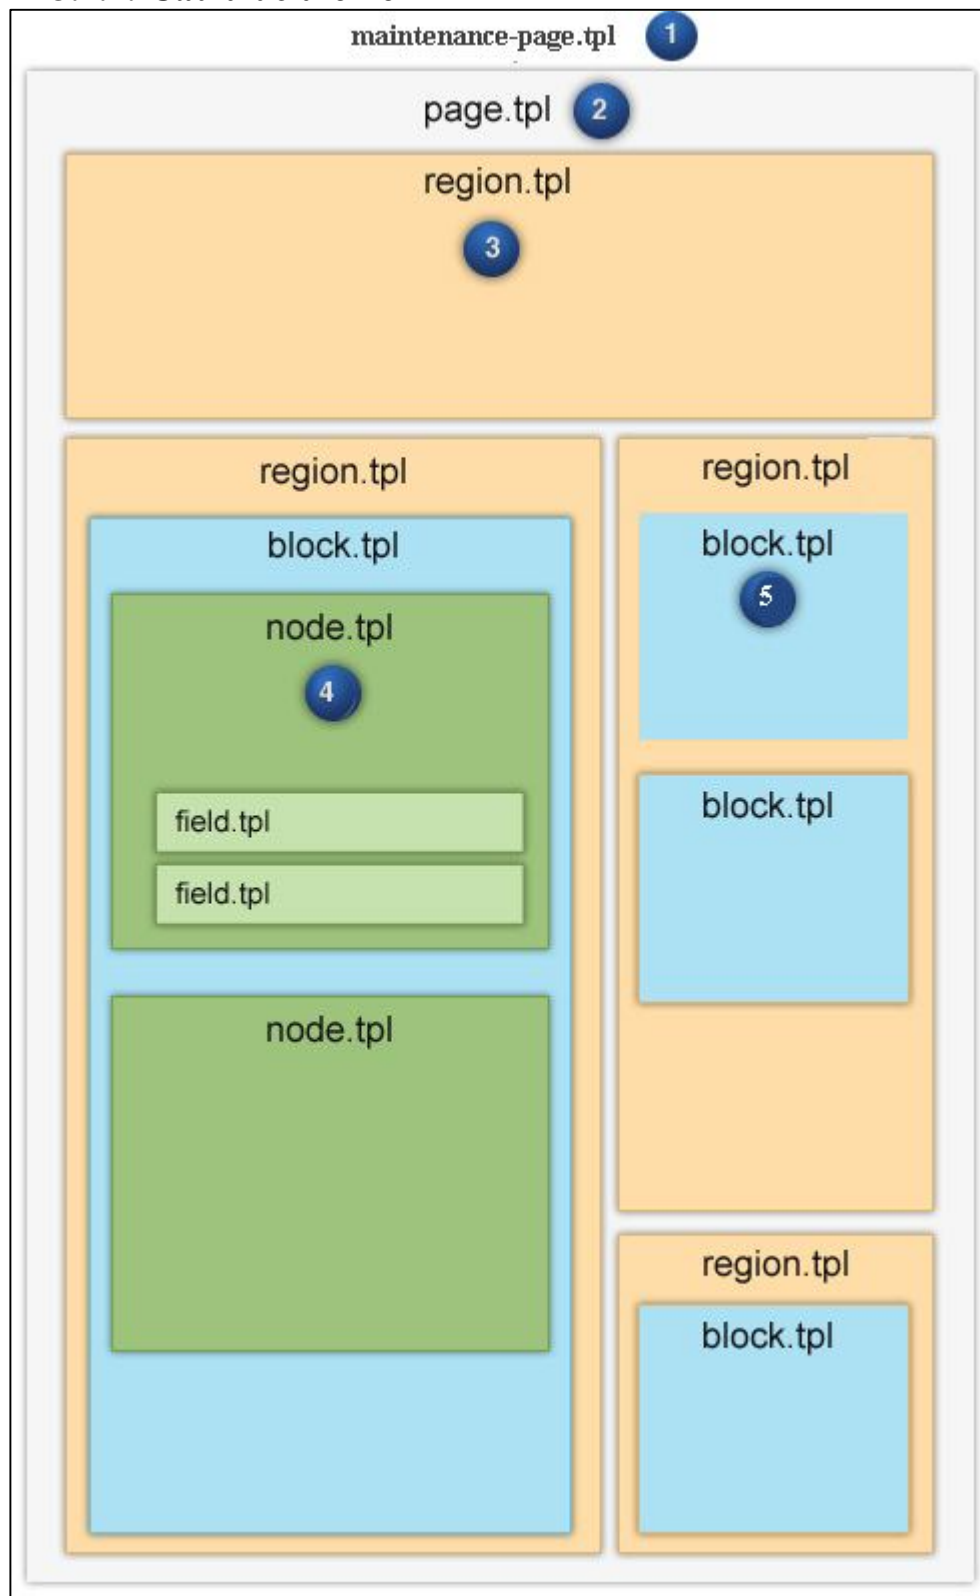 maintenance-page.tpl 1
page.tpl 2
region.tpl
3
region.tpl
block.tpl
node.tpl
4
field.tpl
field.tpl
node.tpl
region.tpl
block.tpl
5
block.tpl
region.tpl
block.tpl